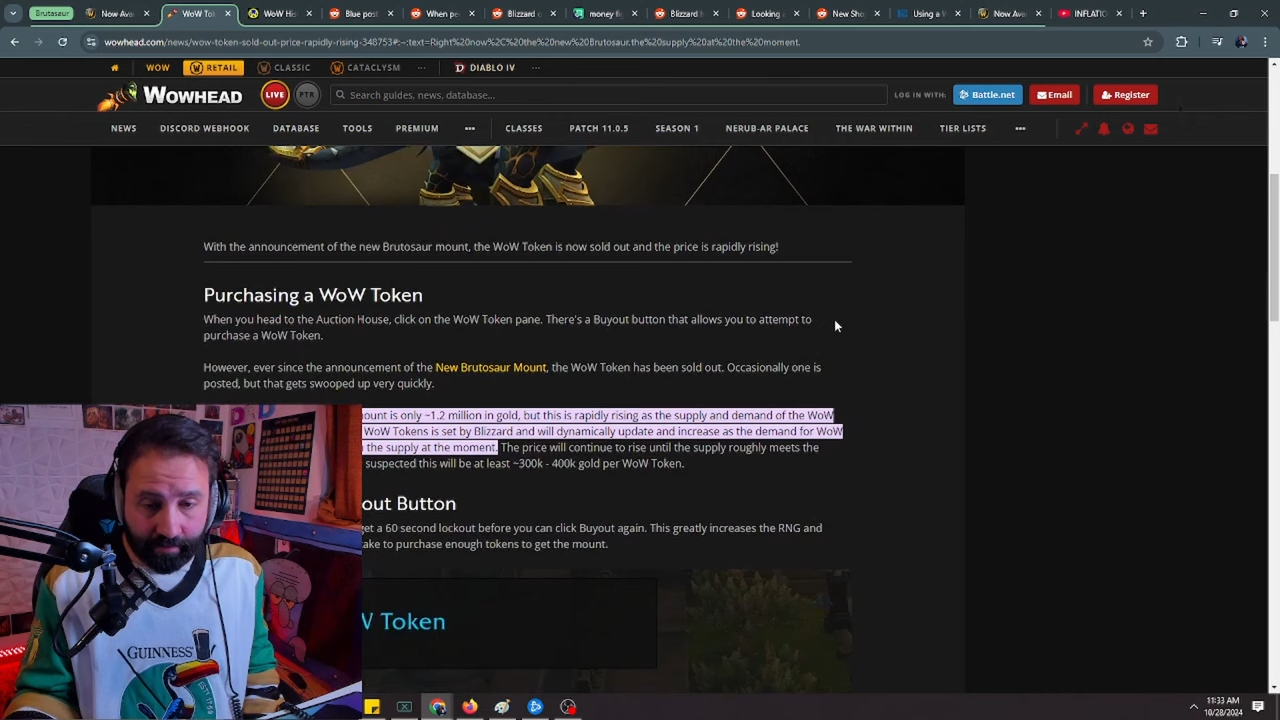 Brutasaur
Now Ave
WoW To
WoW His
Blue post
When pe
Blizzard o
money fi
Blizzard h
Looking
New Sho
Using a
Now Ave
INFLATIO
wowhead.com/news/wow-token-sold-out-price-rapidly-rising-348753#:~:text=Right%20now%2C%20the%20new%20Brutosaur,the%20supply%20at%20the%20moment.
WOW
RETAIL
CLASSIC
CATACLYSM
DIABLO IV
WOWHEAD
LIVE
PTR
Search guides, news, database...
LOG IN WITH:
Battle.net
Email
Register
NEWS
DISCORD WEBHOOK
DATABASE
TOOLS
PREMIUM
CLASSES
PATCH 11.0.5
SEASON 1
NERUB-AR PALACE
THE WAR WITHIN
TIER LISTS
With the announcement of the new Brutosaur mount, the WoW Token is now sold out and the price is rapidly rising!
Purchasing a WoW Token
When you head to the Auction House, click on the WoW Token pane. There's a Buyout button that allows you to attempt to
purchase a WoW Token.
However, ever since the announcement of the New Brutosaur Mount, the WoW Token has been sold out. Occasionally one is
posted, but that gets swooped up very quickly.
ount is only ~1.2 million in gold, but this is rapidly rising as the supply and demand of the WoW
WoW Tokens is set by Blizzard and will dynamically update and increase as the demand for WoW
the supply at the moment. The price will continue to rise until the supply roughly meets the
suspected this will be at least ~300k - 400k gold per WoW Token.
out Button
get a 60 second lockout before you can click Buyout again. This greatly increases the RNG and
ake to purchase enough tokens to get the mount.
W Token
GUINNESS
11:33 AM
10/28/2024